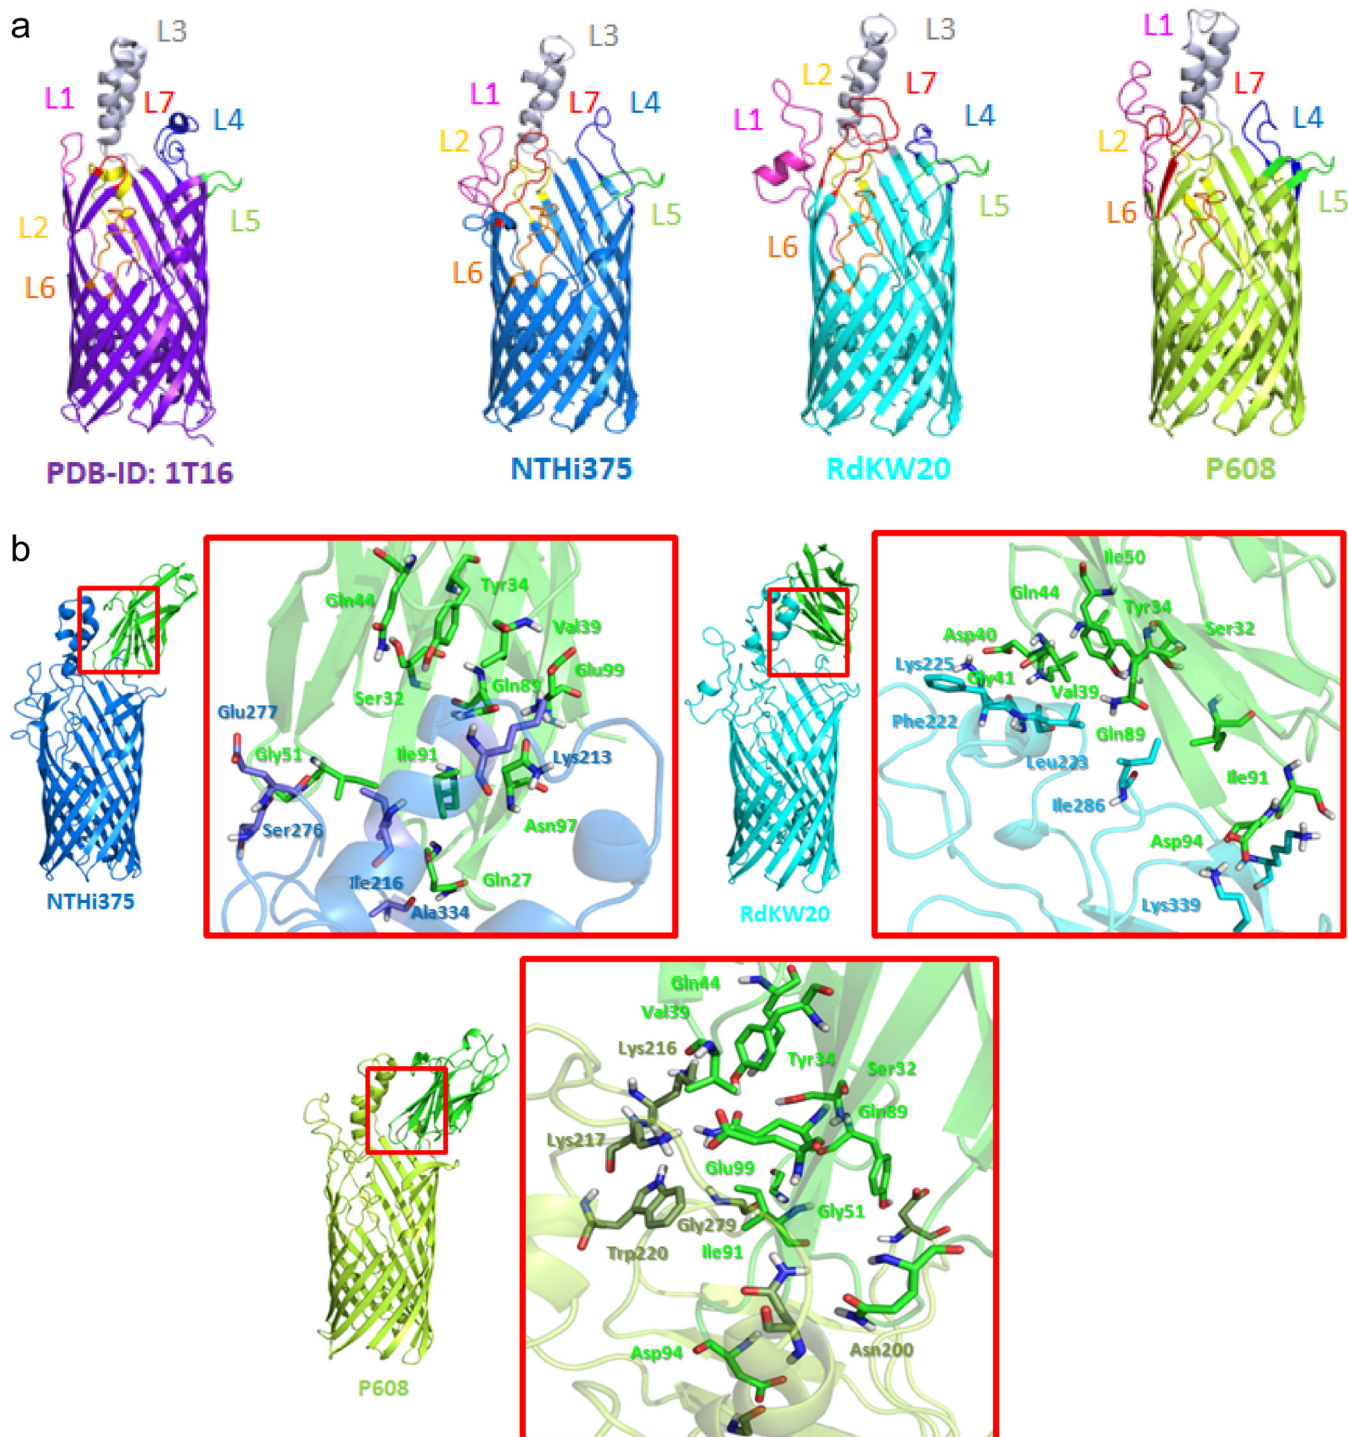 a
L3
L1
L7
L4
L2
L5
L6
PDB-ID: 1T16
L3
L1
L7
L4
L2
L5
L6
NTHi375
L3
L2
L7
L1
L4
L5
L6
RdKW20
L1
L7
L2
L4
L5
L6
P608
b
NTHi375
Gln44
Tyr34
Val39
Glu99
Ser32
Gln89
Glu277
Gly51
Ile91
Lys213
Ser276
Asn97
Ile216
Gln27
Ala334
RdKW20
Ile50
Gln44
Tyr34
Ser32
Asp40
Lys225
Gly41
Val39
Phe222
Gln89
Leu223
Ile286
Ile91
Asp94
Lys339
P608
Gln44
Val39
Lys216
Tyr34
Ser32
Gln89
Lys217
Glu99
Gly51
Gly279
Trp220
Ile91
Asp94
Asn200